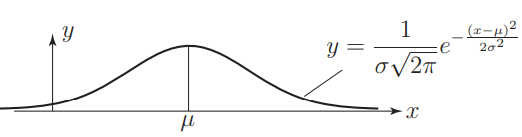 y
y = \frac{1}{\sigma\sqrt{2\pi}} e^{-\frac{(x-\mu)^2}{2\sigma^2}}
x
μ